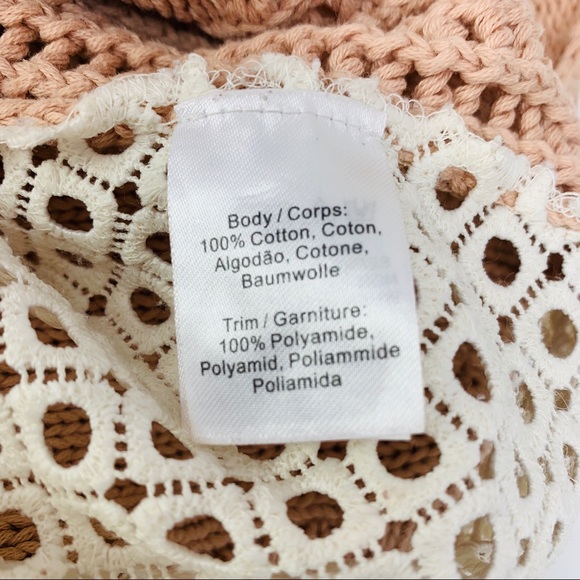 Body / Corps:
100% Cotton, Coton,
Algodão, Cotone,
Baumwolle
Trim / Garniture:
100% Polyamide,
Polyamid, Poliammide
Poliamida